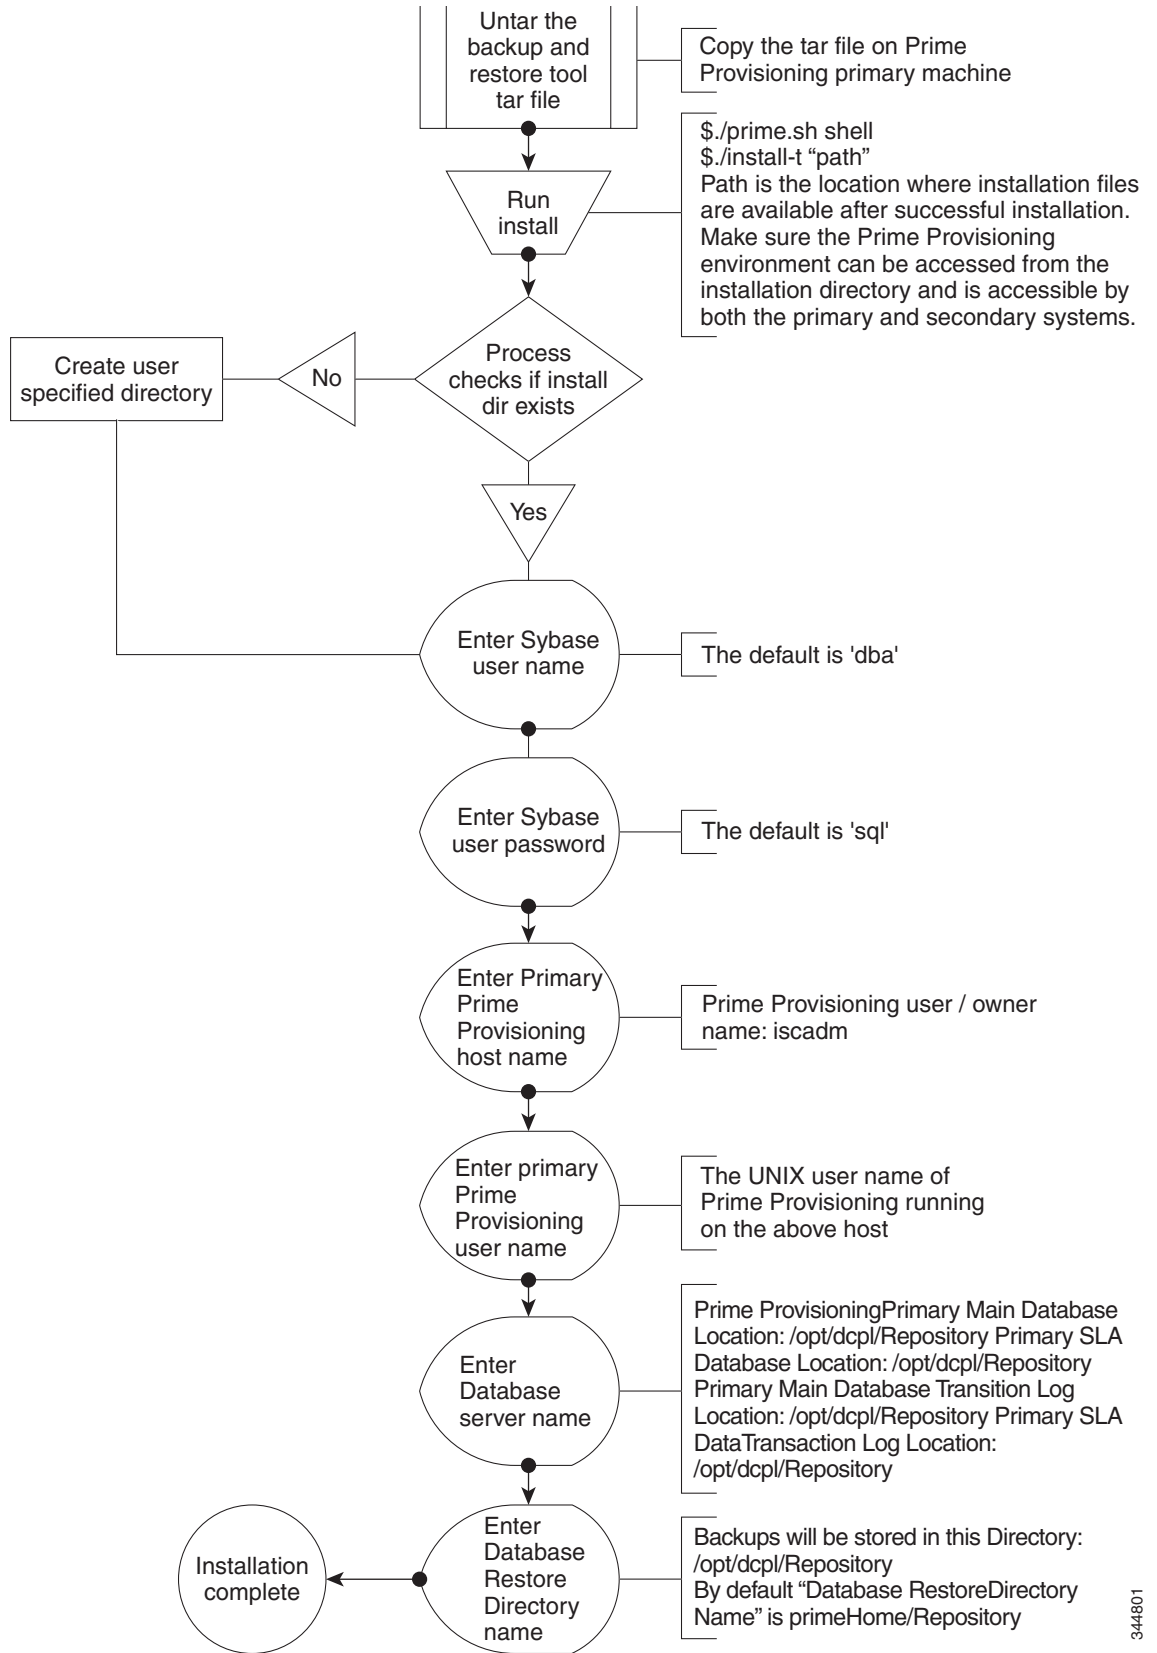 Untar the
backup and
restore tool
tar file
Copy the tar file on Prime
Provisioning primary machine
$./prime.sh shell
$./install-t “path”
Path is the location where installation files
are available after successful installation.
Make sure the Prime Provisioning
environment can be accessed from the
installation directory and is accessible by
both the primary and secondary systems.
Run
install
Process
checks if install
dir exists
No
Create user
specified directory
Yes
Enter Sybase
user name
The default is 'dba'
Enter Sybase
user password
The default is 'sql'
Enter Primary
Prime
Provisioning
host name
Prime Provisioning user / owner
name: iscadm
Enter primary
Prime
Provisioning
user name
The UNIX user name of
Prime Provisioning running
on the above host
Enter
Database
server name
Prime ProvisioningPrimary Main Database
Location: /opt/dcpl/Repository Primary SLA
Database Location: /opt/dcpl/Repository
Primary Main Database Transition Log
Location: /opt/dcpl/Repository Primary SLA
DataTransaction Log Location:
/opt/dcpl/Repository
Enter
Database
Restore
Directory
name
Backups will be stored in this Directory:
/opt/dcpl/Repository
By default “Database RestoreDirectory
Name” is primeHome/Repository
Installation
complete
344801